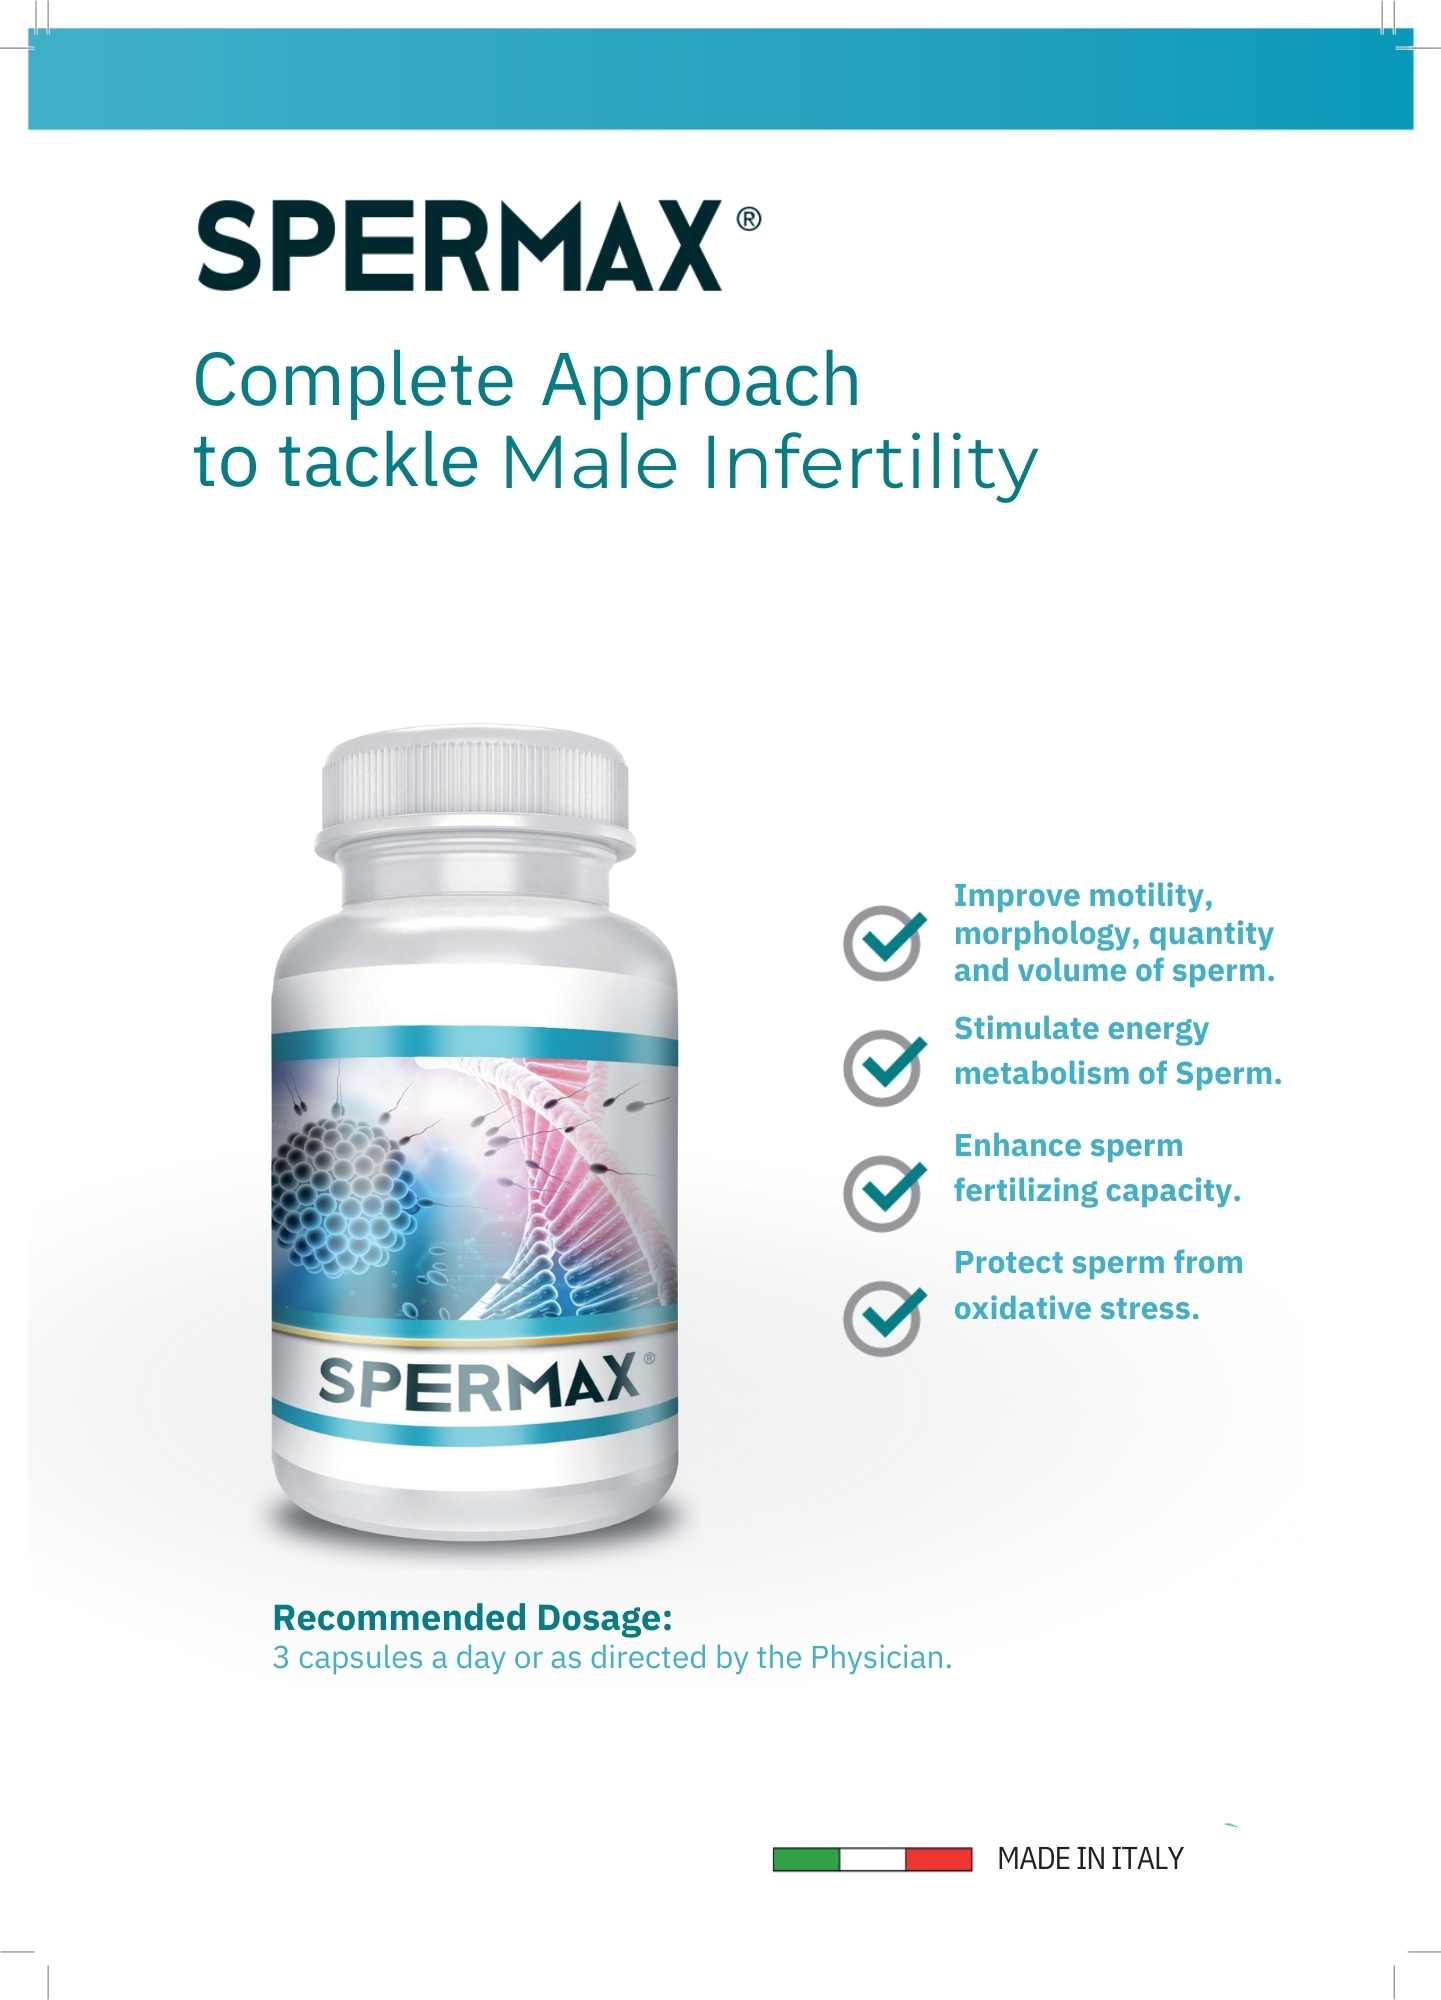 SPERMAX®
Complete Approach
to tackle Male Infertility
Improve motility,
morphology, quantity
and volume of sperm.
Stimulate energy
metabolism of Sperm.
Enhance sperm
fertilizing capacity.
Protect sperm from
oxidative stress.
SPERMAX®
Recommended Dosage:
3 capsules a day or as directed by the Physician.
MADE IN ITALY